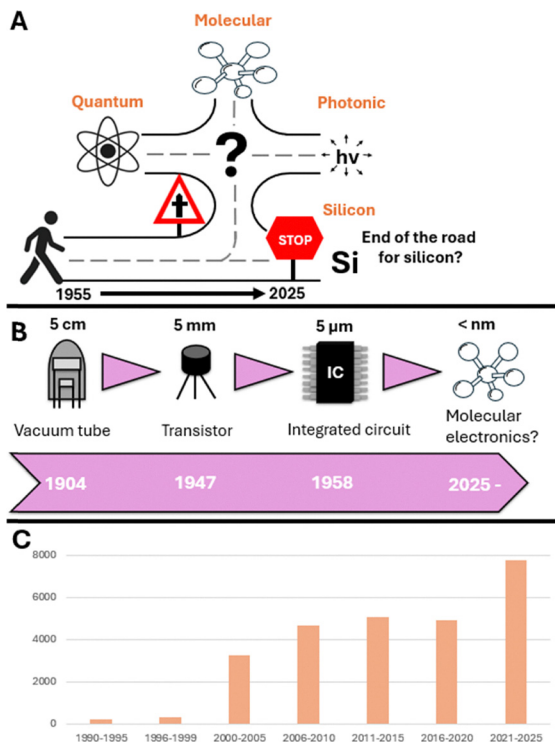 A
Molecular
Quantum
Photonic
?
hv
Silicon
STOP
Si
End of the road
for silicon?
1955
2025
B
5 cm
5 mm
5 µm
< nm
IC
Vacuum tube
Transistor
Integrated circuit
Molecular
electronics?
1904
1947
1958
2025 -
C
8000
6000
4000
2000
0
1990-1995
1996-1999
2000-2005
2006-2010
2011-2015
2016-2020
2021-2025